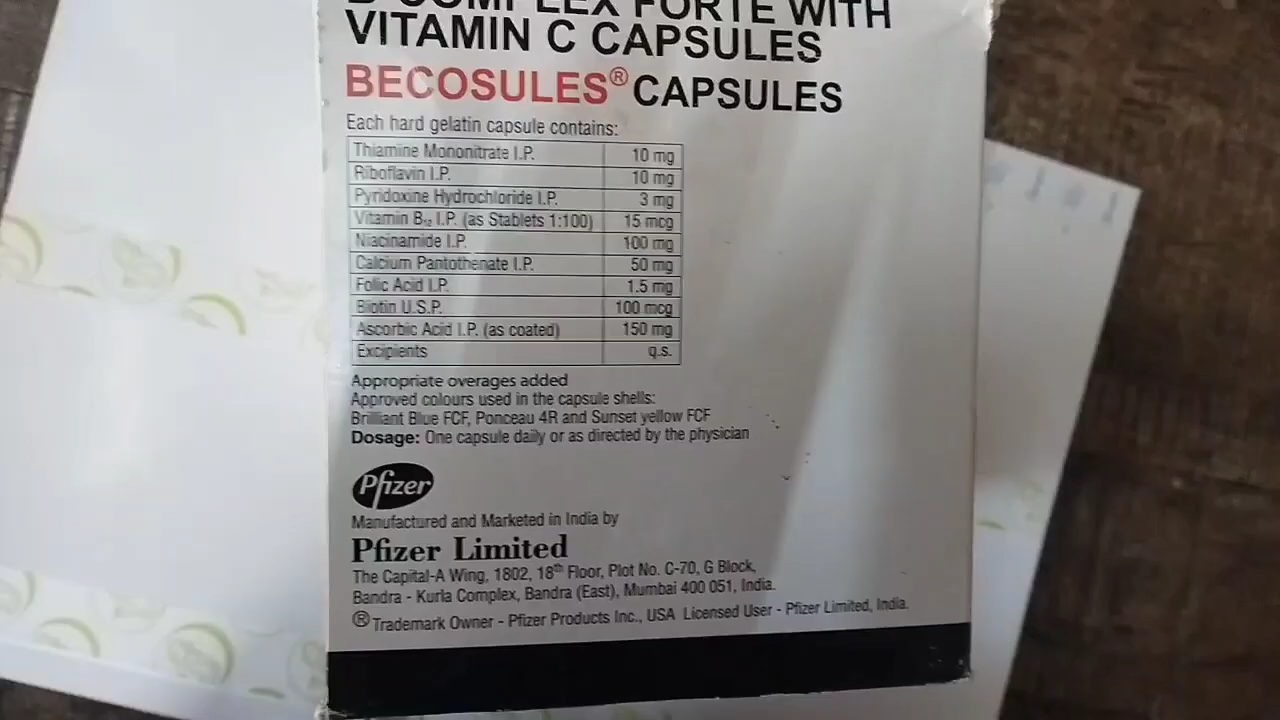 B-COMPLEX FORTE WITH
VITAMIN C CAPSULES
BECOSULES® CAPSULES
Each hard gelatin capsule contains:
Thiamine Mononitrate I.P. 10 mg
Riboflavin I.P. 10 mg
Pyridoxine Hydrochloride I.P. 3 mg
Vitamin B₁₂ I.P. (as Stablets 1:100) 15 mcg
Niacinamide I.P. 100 mg
Calcium Pantothenate I.P. 50 mg
Folic Acid I.P. 1.5 mg
Biotin U.S.P. 100 mcg
Ascorbic Acid I.P. (as coated) 150 mg
Excipients q.s.
Appropriate overages added
Approved colours used in the capsule shells:
Brilliant Blue FCF, Ponceau 4R and Sunset yellow FCF
Dosage: One capsule daily or as directed by the physician
Pfizer
Manufactured and Marketed in India by
Pfizer Limited
The Capital-A Wing, 1802, 18th Floor, Plot No. C-70, G Block,
Bandra - Kurla Complex, Bandra (East), Mumbai 400 051, India.
® Trademark Owner - Pfizer Products Inc., USA Licensed User - Pfizer Limited, India.